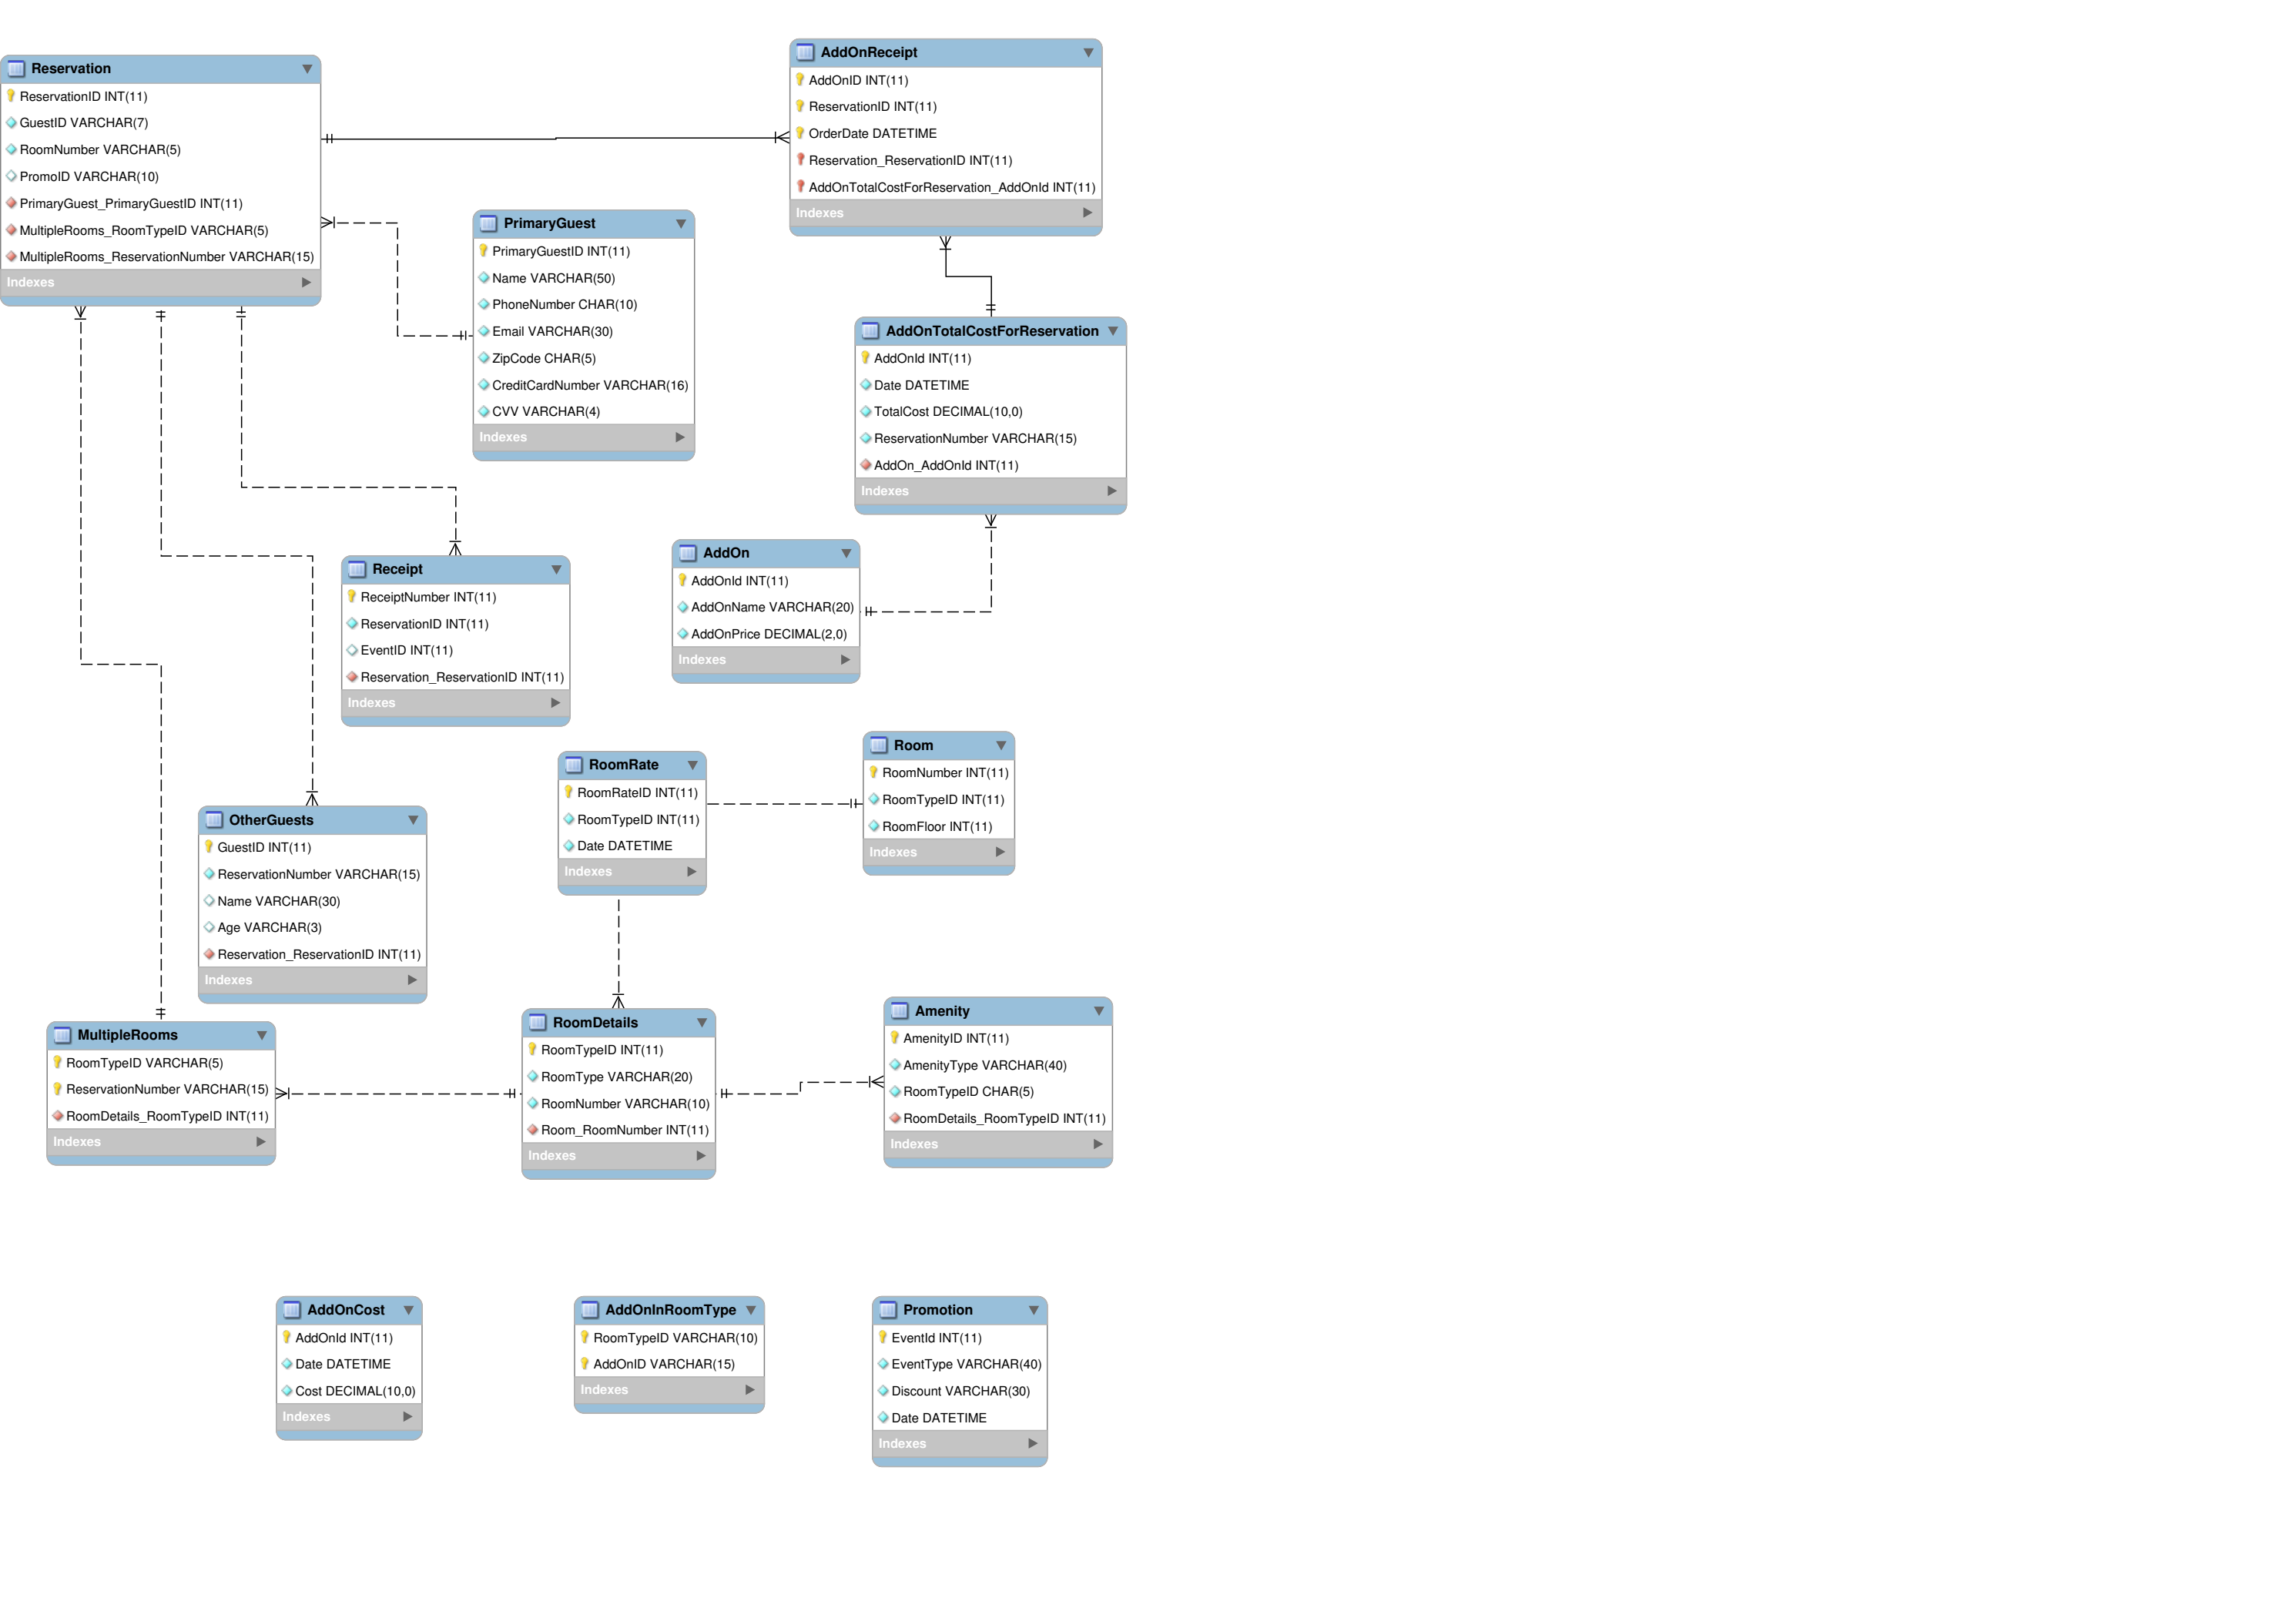 Reservation
ReservationID INT(11)
GuestID VARCHAR(7)
RoomNumber VARCHAR(5)
PromoID VARCHAR(10)
PrimaryGuest_PrimaryGuestID INT(11)
MultipleRooms_RoomTypeID VARCHAR(5)
MultipleRooms_ReservationNumber VARCHAR(15)
Indexes
AddOnReceipt
AddOnID INT(11)
ReservationID INT(11)
OrderDate DATETIME
Reservation_ReservationID INT(11)
AddOnTotalCostForReservation_AddOnId INT(11)
Indexes
PrimaryGuest
PrimaryGuestID INT(11)
Name VARCHAR(50)
PhoneNumber CHAR(10)
Email VARCHAR(30)
ZipCode CHAR(5)
CreditCardNumber VARCHAR(16)
CVV VARCHAR(4)
Indexes
AddOnTotalCostForReservation
AddOnId INT(11)
Date DATETIME
TotalCost DECIMAL(10,0)
ReservationNumber VARCHAR(15)
AddOn_AddOnId INT(11)
Indexes
AddOn
AddOnId INT(11)
AddOnName VARCHAR(20)
AddOnPrice DECIMAL(2,0)
Indexes
Receipt
ReceiptNumber INT(11)
ReservationID INT(11)
EventID INT(11)
Reservation_ReservationID INT(11)
Indexes
RoomRate
RoomRateID INT(11)
RoomTypeID INT(11)
Date DATETIME
Indexes
Room
RoomNumber INT(11)
RoomTypeID INT(11)
RoomFloor INT(11)
Indexes
OtherGuests
GuestID INT(11)
ReservationNumber VARCHAR(15)
Name VARCHAR(30)
Age VARCHAR(3)
Reservation_ReservationID INT(11)
Indexes
MultipleRooms
RoomTypeID VARCHAR(5)
ReservationNumber VARCHAR(15)
RoomDetails_RoomTypeID INT(11)
Indexes
RoomDetails
RoomTypeID INT(11)
RoomType VARCHAR(20)
RoomNumber VARCHAR(10)
Room_RoomNumber INT(11)
Indexes
Amenity
AmenityID INT(11)
AmenityType VARCHAR(40)
RoomTypeID CHAR(5)
RoomDetails_RoomTypeID INT(11)
Indexes
AddOnCost
AddOnId INT(11)
Date DATETIME
Cost DECIMAL(10,0)
Indexes
AddOnInRoomType
RoomTypeID VARCHAR(10)
AddOnID VARCHAR(15)
Indexes
Promotion
EventId INT(11)
EventType VARCHAR(40)
Discount VARCHAR(30)
Date DATETIME
Indexes